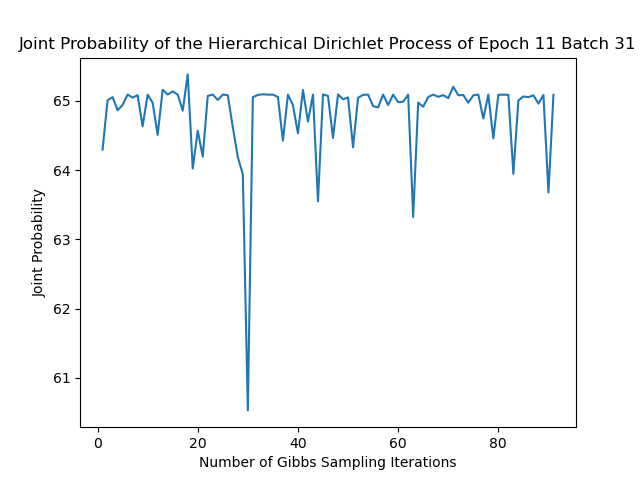 Joint Probability of the Hierarchical Dirichlet Process of Epoch 11 Batch 31
65
64
63
62
61
Joint Probability
0 20 40 60 80
Number of Gibbs Sampling Iterations